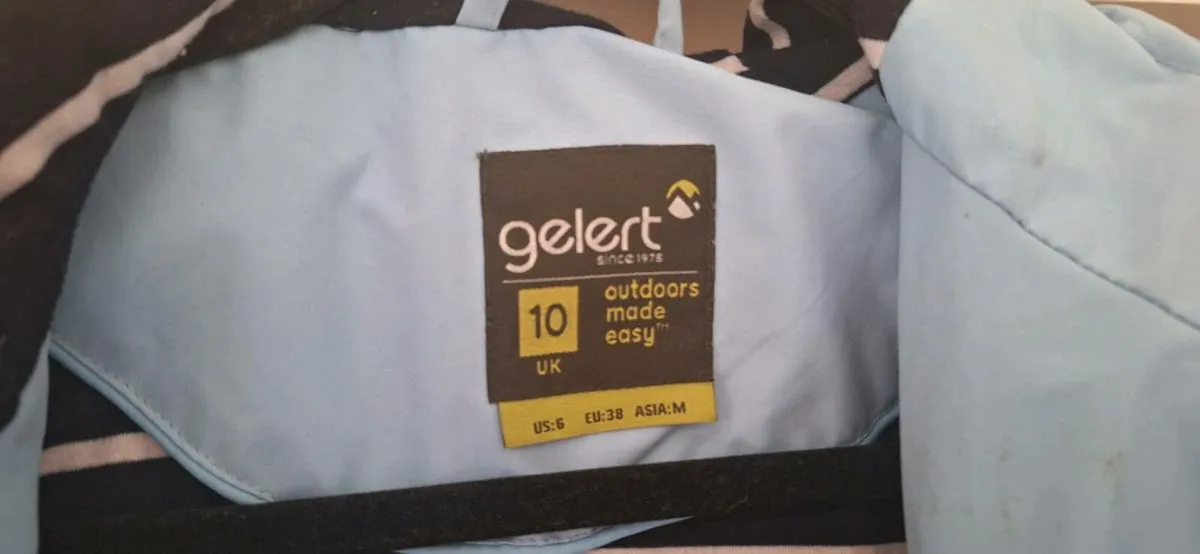 gelert
since 1975
10
UK
outdoors
made
easy™
US:6 EU:38 ASIA:M